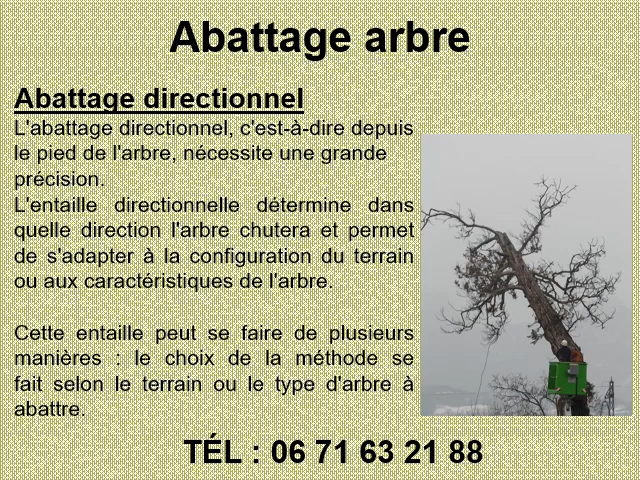 Abattage arbre
Abattage directionnel
L'abattage directionnel, c'est-à-dire depuis
le pied de l'arbre, nécessite une grande
précision.
L'entaille directionnelle détermine dans
quelle direction l'arbre chutera et permet
de s'adapter à la configuration du terrain
ou aux caractéristiques de l'arbre.
Cette entaille peut se faire de plusieurs
manières : le choix de la méthode se
fait selon le terrain ou le type d'arbre à
abattre.
TÉL : 06 71 63 21 88